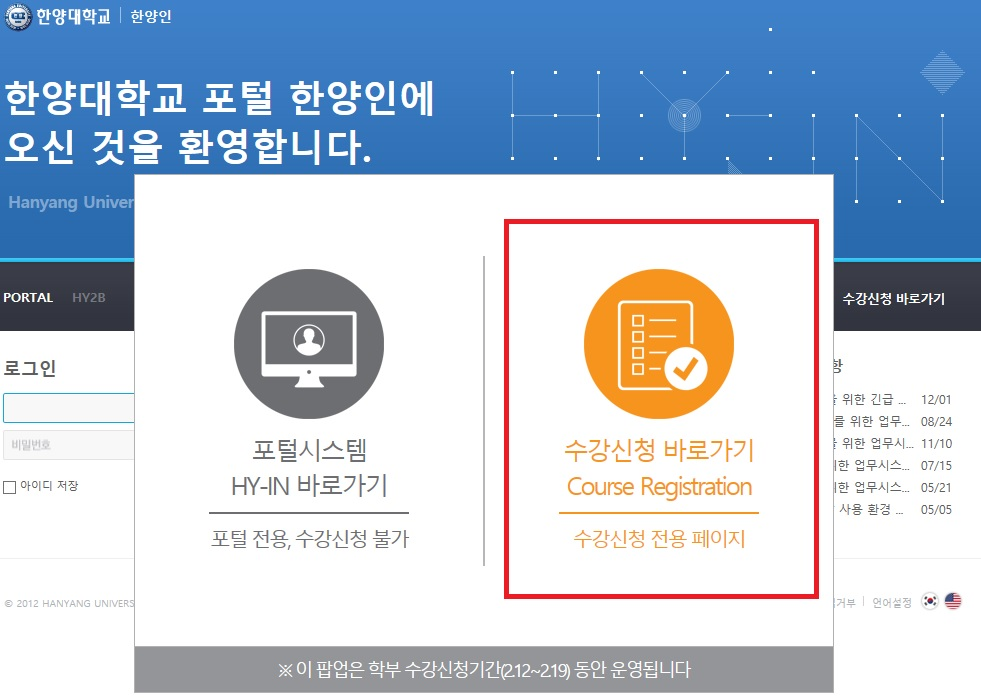 한양대학교 | 한양인
한양대학교 포털 한양인에
오신 것을 환영합니다.
Hanyang Univer
PORTAL HY2B
수강신청 바로가기
로그인
비밀번호
아이디 저장
포털시스템
HY-IN 바로가기
포털 전용, 수강신청 불가
수강신청 바로가기
Course Registration
수강신청 전용 페이지
항
위한 긴급 ... 12/01
를 위한 업무... 08/24
위한 업무시... 11/10
한 업무시스... 07/15
한 업무시스... 05/21
사용 환경 ... 05/05
© 2012 HANYANG UNIVERS
거부 | 언어설정
※ 이 팝업은 학부 수강신청기간(2.12~2.19) 동안 운영됩니다